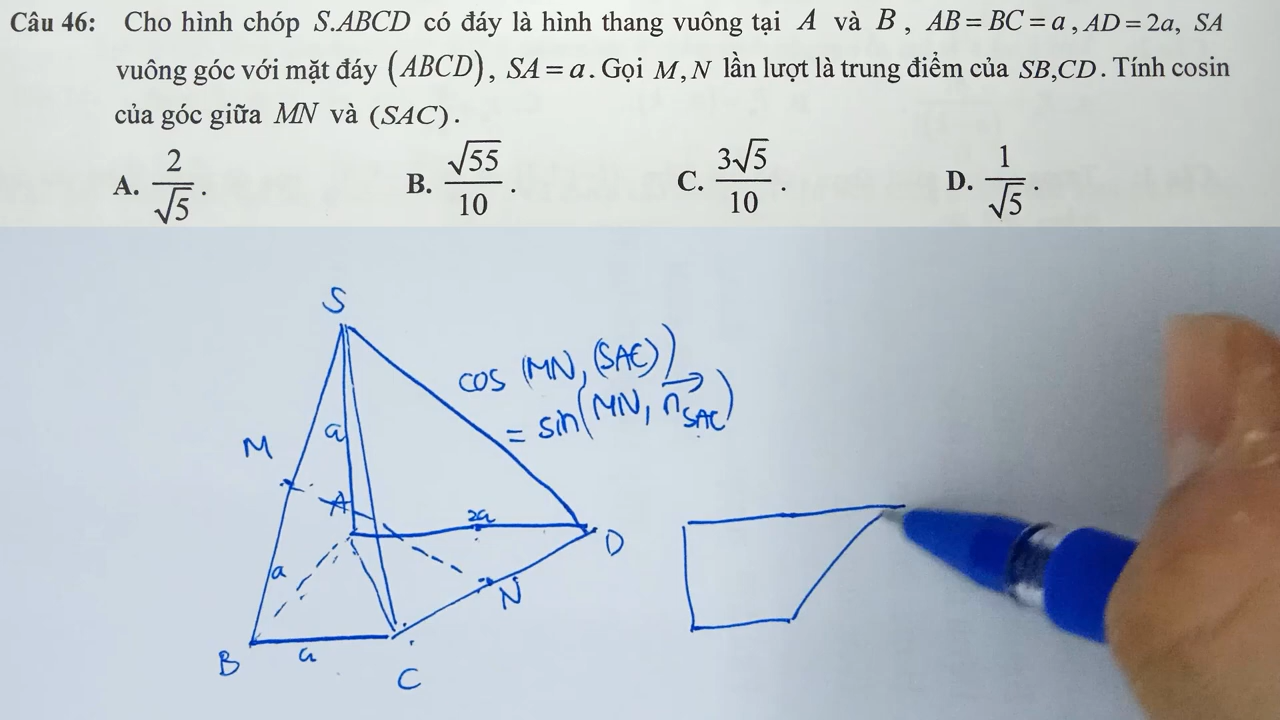 Câu 46: Cho hình chóp S.ABCD có đáy là hình thang vuông tại A và B, AB = BC = a, AD = 2a, SA
vuông góc với mặt đáy (ABCD), SA = a. Gọi M, N lần lượt là trung điểm của SB,CD. Tính cosin
của góc giữa MN và (SAC).
A. 2/√5. B. √55/10. C. 3√5/10. D. 1/√5.
S
cos (MN, (SAC))
= sin(MN, n⃗SAC)
M
a
A
2a
D
a
N
B
a
C